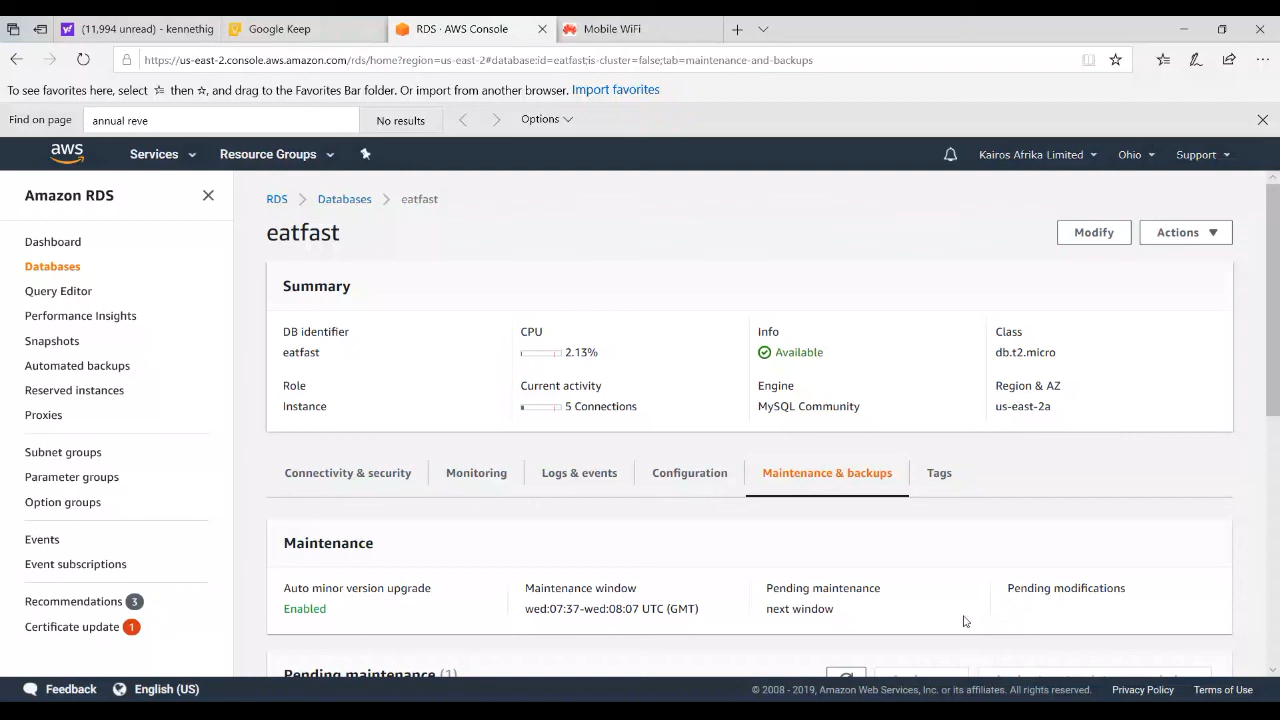 (11,994 unread) - kennethig
Google Keep
RDS · AWS Console
Mobile WiFi
https://us-east-2.console.aws.amazon.com/rds/home?region=us-east-2#database:id=eatfast;is-cluster=false;tab=maintenance-and-backups
To see favorites here, select ☆ then ☆, and drag to the Favorites Bar folder. Or import from another browser. Import favorites
Find on page annual reve No results Options
aws Services Resource Groups Kairos Afrika Limited Ohio Support
Amazon RDS
Dashboard
Databases
Query Editor
Performance Insights
Snapshots
Automated backups
Reserved instances
Proxies
Subnet groups
Parameter groups
Option groups
Events
Event subscriptions
Recommendations 3
Certificate update 1
RDS > Databases > eatfast
eatfast
Modify Actions
Summary
DB identifier CPU Info Class
eatfast 2.13% Available db.t2.micro
Role Current activity Engine Region & AZ
Instance 5 Connections MySQL Community us-east-2a
Connectivity & security Monitoring Logs & events Configuration Maintenance & backups Tags
Maintenance
Auto minor version upgrade Maintenance window Pending maintenance Pending modifications
Enabled wed:07:37-wed:08:07 UTC (GMT) next window
Pending maintenance (1)
Feedback English (US) © 2008 - 2019, Amazon Web Services, Inc. or its affiliates. All rights reserved. Privacy Policy Terms of Use